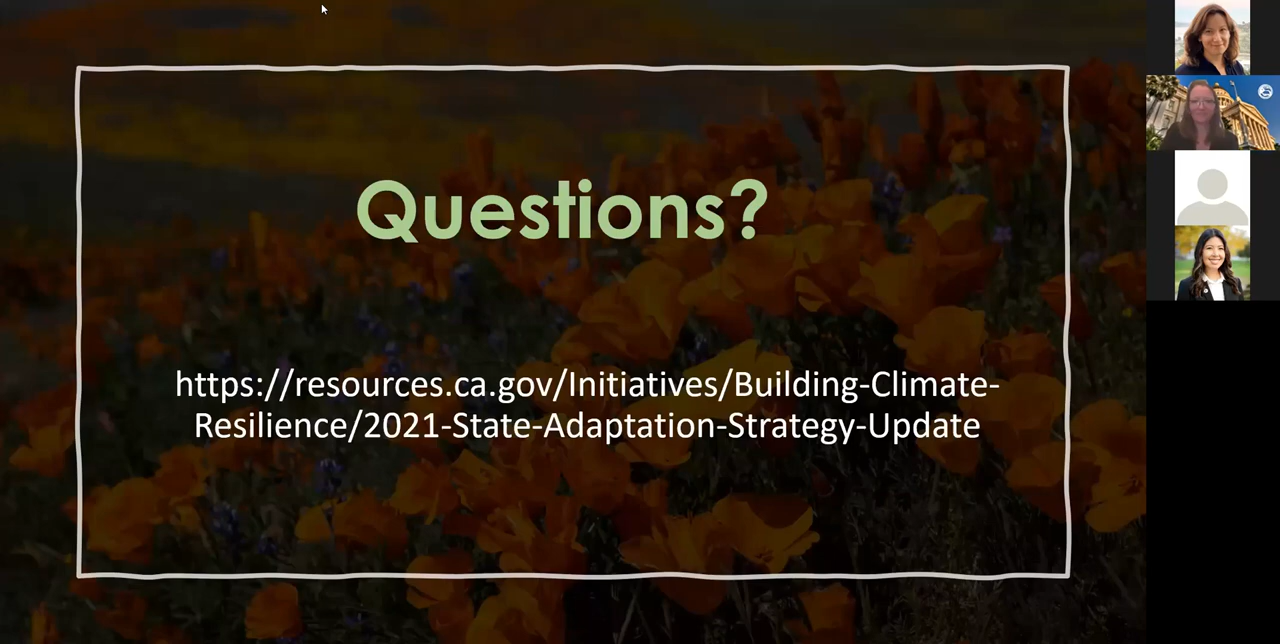 Questions?
https://resources.ca.gov/Initiatives/Building-Climate-
Resilience/2021-State-Adaptation-Strategy-Update